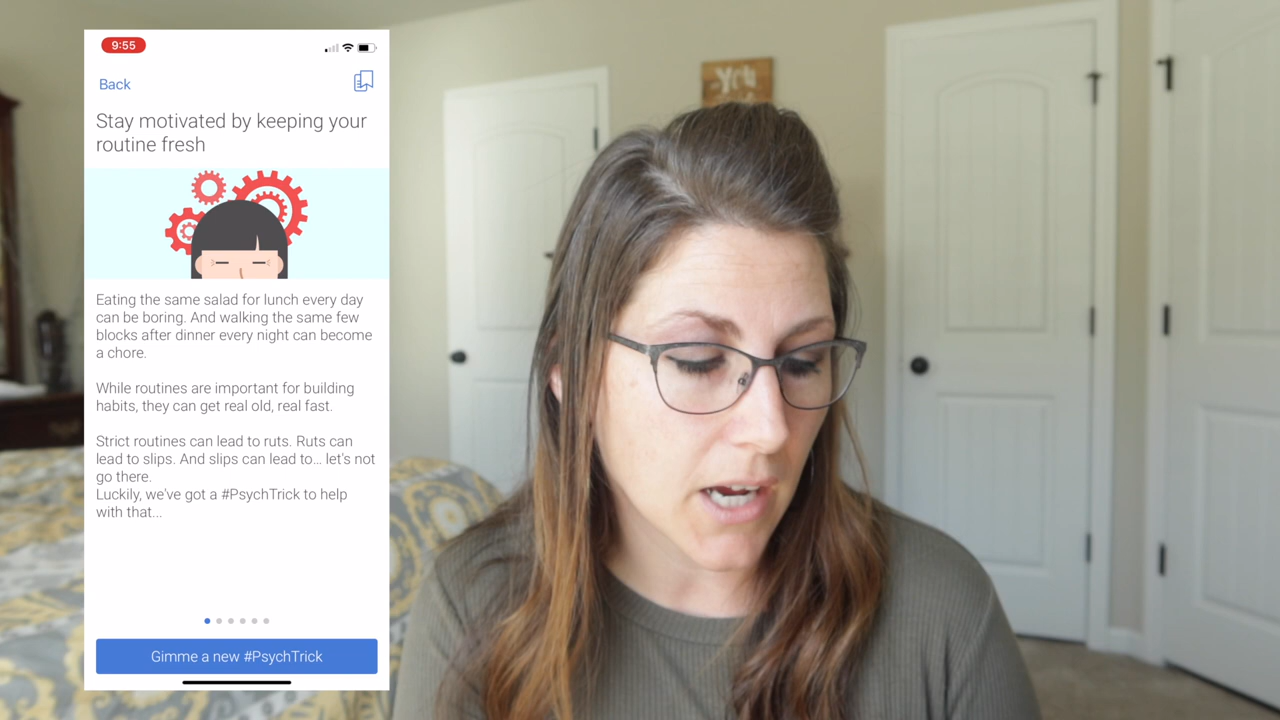 9:55
Back
Stay motivated by keeping your
routine fresh
Eating the same salad for lunch every day
can be boring. And walking the same few
blocks after dinner every night can become
a chore.
While routines are important for building
habits, they can get real old, real fast.
Strict routines can lead to ruts. Ruts can
lead to slips. And slips can lead to... let's not
go there.
Luckily, we've got a #PsychTrick to help
with that...
Gimme a new #PsychTrick
You